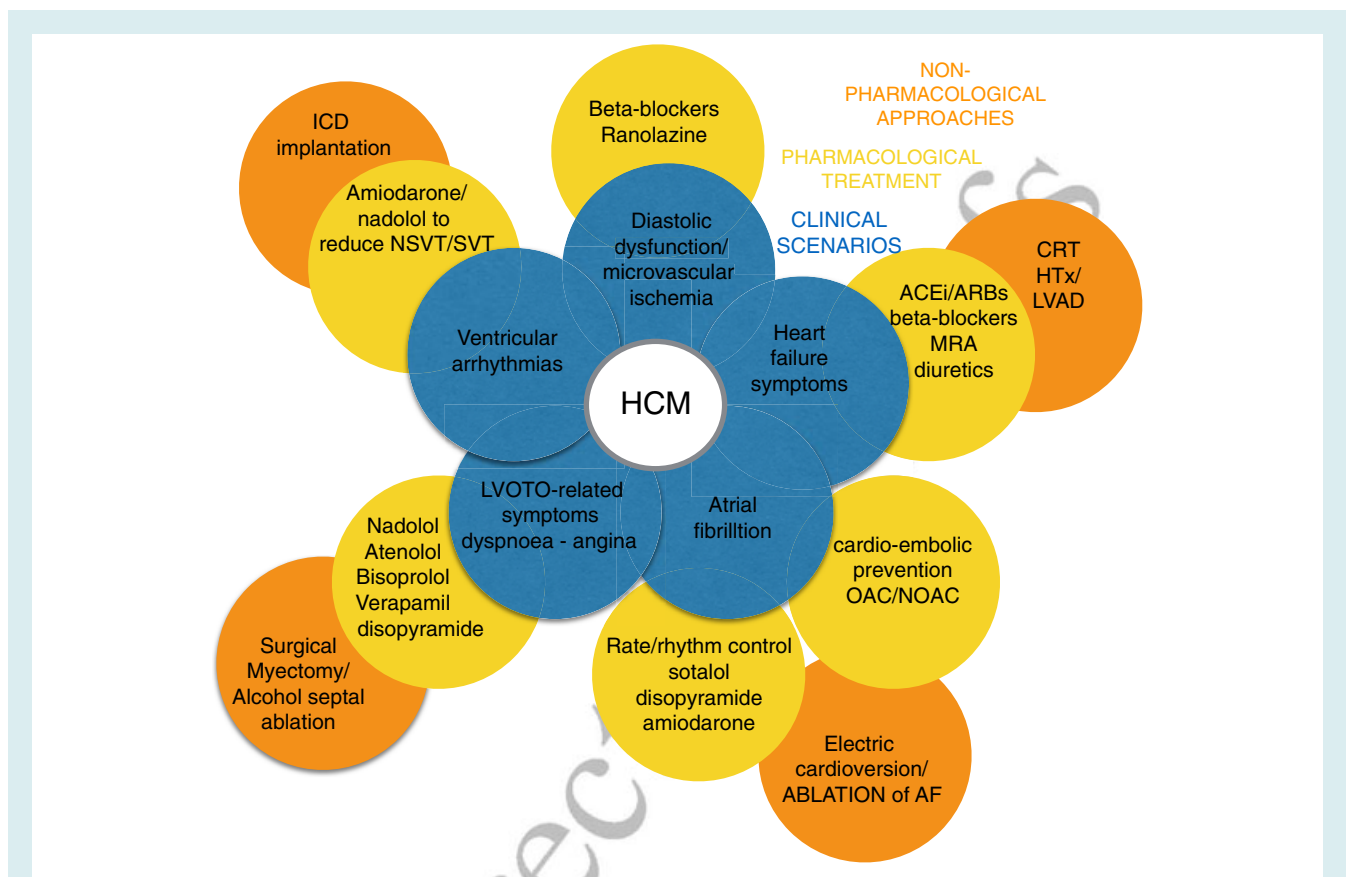 NON-
PHARMACOLOGICAL
APPROACHES
PHARMACOLOGICAL
TREATMENT
CLINICAL
SCENARIOS
ICD
implantation
Amiodarone/
nadolol to
reduce NSVT/SVT
Ventricular
arrhythmias
Beta-blockers
Ranolazine
Diastolic
dysfunction/
microvascular
ischemia
CRT
HTx/
LVAD
ACEi/ARBs
beta-blockers
MRA
diuretics
Heart
failure
symptoms
HCM
LVOTO-related
symptoms
dyspnoea - angina
Nadolol
Atenolol
Bisoprolol
Verapamil
disopyramide
Surgical
Myectomy/
Alcohol septal
ablation
Atrial
fibrilltion
cardio-embolic
prevention
OAC/NOAC
Rate/rhythm control
sotalol
disopyramide
amiodarone
Electric
cardioversion/
ABLATION of AF